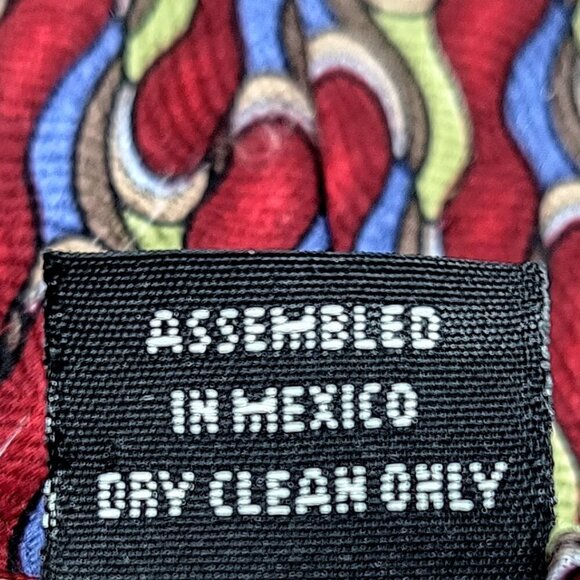 ASSEMBLED
IN MEXICO
DRY CLEAN ONLY